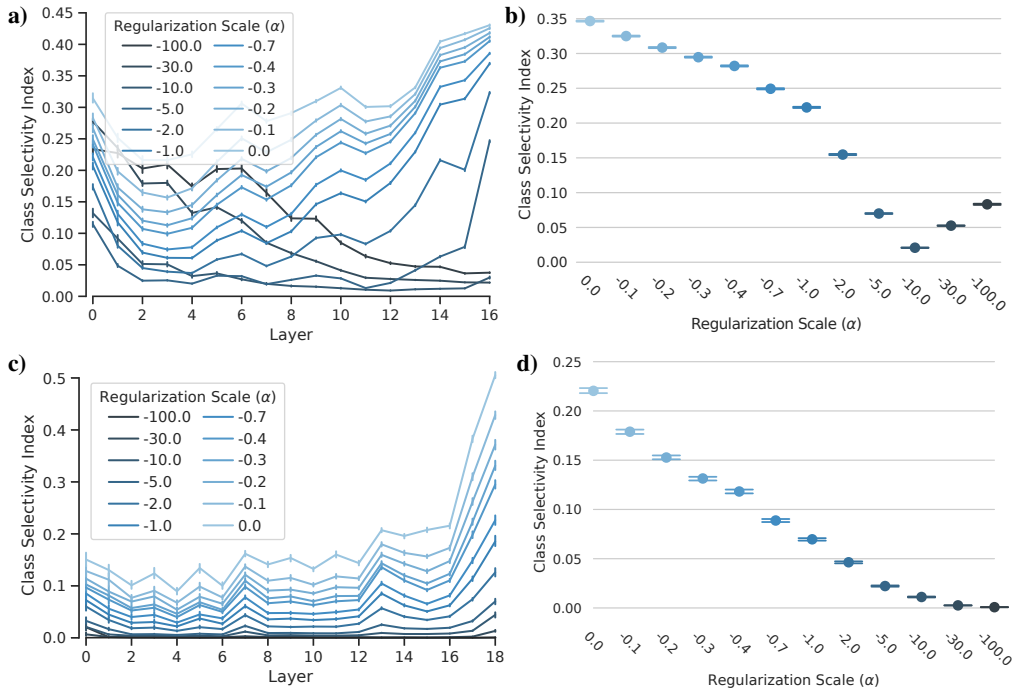 a)
Class Selectivity Index
0.45
0.40
0.35
0.30
0.25
0.20
0.15
0.10
0.05
0.00
Regularization Scale (α)
-100.0 -0.7
-30.0 -0.4
-10.0 -0.3
-5.0 -0.2
-2.0 -0.1
-1.0 0.0
0 2 4 6 8 10 12 14 16
Layer
b)
Class Selectivity Index
0.35
0.30
0.25
0.20
0.15
0.10
0.05
0.00
0.0 -0.1 -0.2 -0.3 -0.4 -0.7 -1.0 -2.0 -5.0 -10.0 -30.0 -100.0
Regularization Scale (α)
c)
Class Selectivity Index
0.5
0.4
0.3
0.2
0.1
0.0
Regularization Scale (α)
-100.0 -0.7
-30.0 -0.4
-10.0 -0.3
-5.0 -0.2
-2.0 -0.1
-1.0 0.0
0 2 4 6 8 10 12 14 16 18
Layer
d)
Class Selectivity Index
0.25
0.20
0.15
0.10
0.05
0.00
0.0 -0.1 -0.2 -0.3 -0.4 -0.7 -1.0 -2.0 -5.0 -10.0 -30.0 -100.0
Regularization Scale (α)